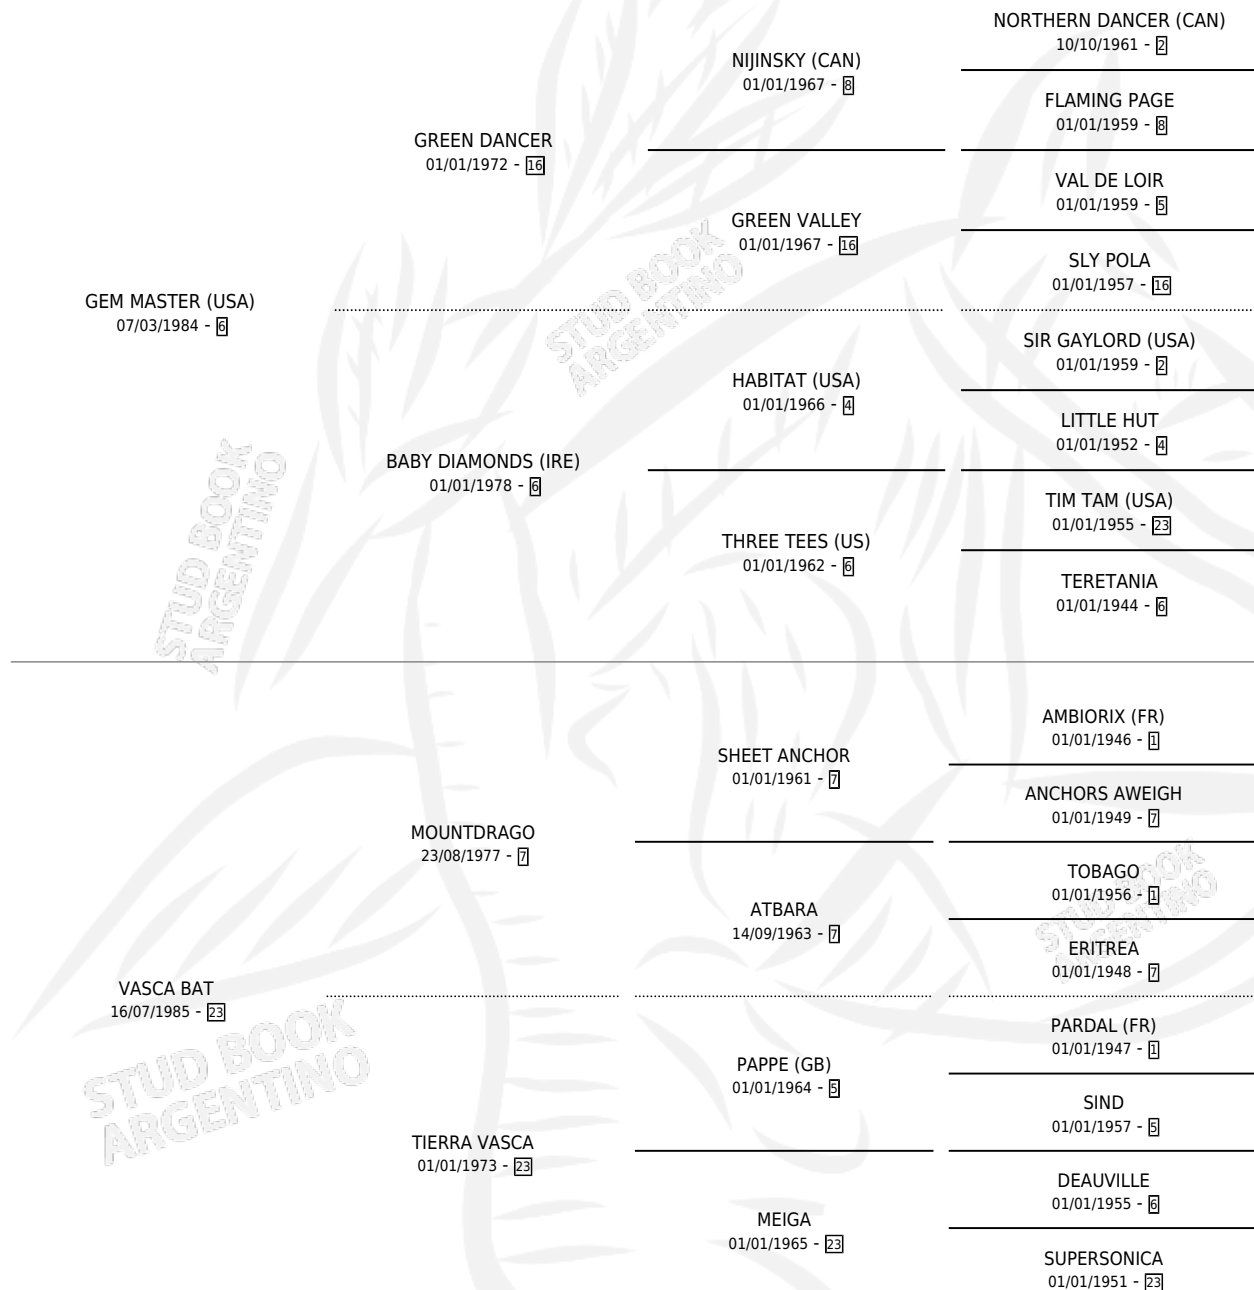 NORTHERN DANCER (CAN)
10/10/1961 - 2
NIJINSKY (CAN)
01/01/1967 - 8
FLAMING PAGE
01/01/1959 - 8
GREEN DANCER
01/01/1972 - 16
VAL DE LOIR
01/01/1959 - 5
GREEN VALLEY
01/01/1967 - 16
SLY POLA
01/01/1957 - 16
GEM MASTER (USA)
07/03/1984 - 6
SIR GAYLORD (USA)
01/01/1959 - 2
HABITAT (USA)
01/01/1966 - 4
LITTLE HUT
01/01/1952 - 4
BABY DIAMONDS (IRE)
01/01/1978 - 6
TIM TAM (USA)
01/01/1955 - 23
THREE TEES (US)
01/01/1962 - 6
TERETANIA
01/01/1944 - 6
AMBIORIX (FR)
01/01/1946 - 1
SHEET ANCHOR
01/01/1961 - 7
ANCHORS AWEIGH
01/01/1949 - 7
MOUNTDRAGO
23/08/1977 - 7
TOBAGO
01/01/1956 - 1
ATBARA
14/09/1963 - 7
ERITREA
01/01/1948 - 7
VASCA BAT
16/07/1985 - 23
PARDAL (FR)
01/01/1947 - 1
PAPPE (GB)
01/01/1964 - 5
SIND
01/01/1957 - 5
TIERRA VASCA
01/01/1973 - 23
DEAUVILLE
01/01/1955 - 6
MEIGA
01/01/1965 - 23
SUPERSONICA
01/01/1951 - 23
STUD BOOK
ARGENTINO
STUD BOOK
ARGENTINO
STUD BOOK
ARGENTINO
STUD BOOK
ARGENTINO